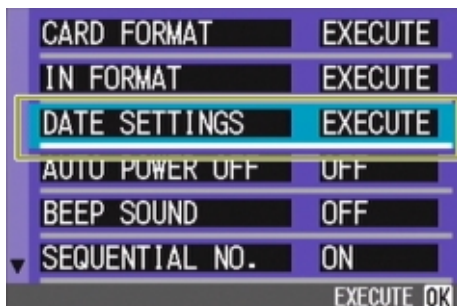 CARD FORMAT EXECUTE
IN FORMAT EXECUTE
DATE SETTINGS EXECUTE
AUTO POWER OFF OFF
BEEP SOUND OFF
SEQUENTIAL NO. ON
EXECUTE OK